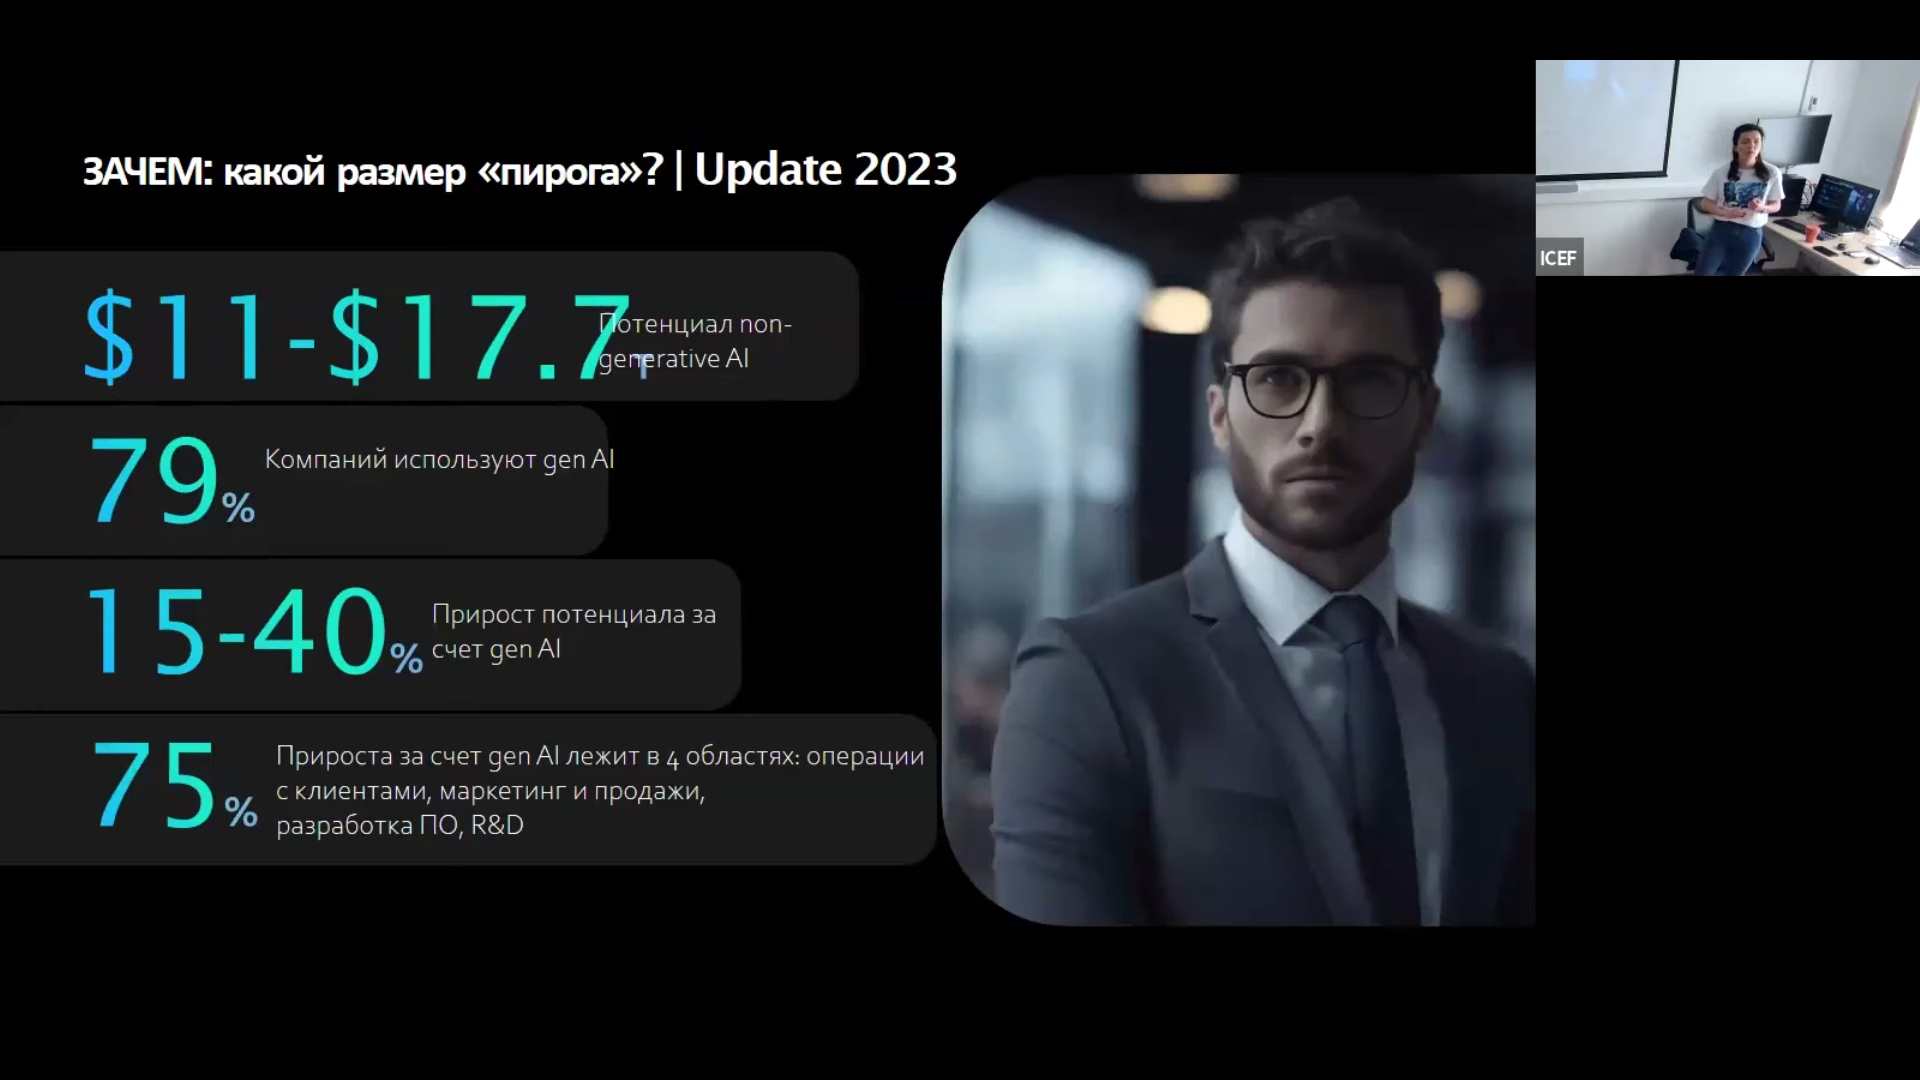 ЗАЧЕМ: какой размер «пирога»? | Update 2023
ICEF
$11-$17.7т
Потенциал non-
generative AI
79%
Компаний используют gen AI
15-40%
Прирост потенциала за
счет gen AI
75%
Прироста за счет gen AI лежит в 4 областях: операции
с клиентами, маркетинг и продажи,
разработка ПО, R&D